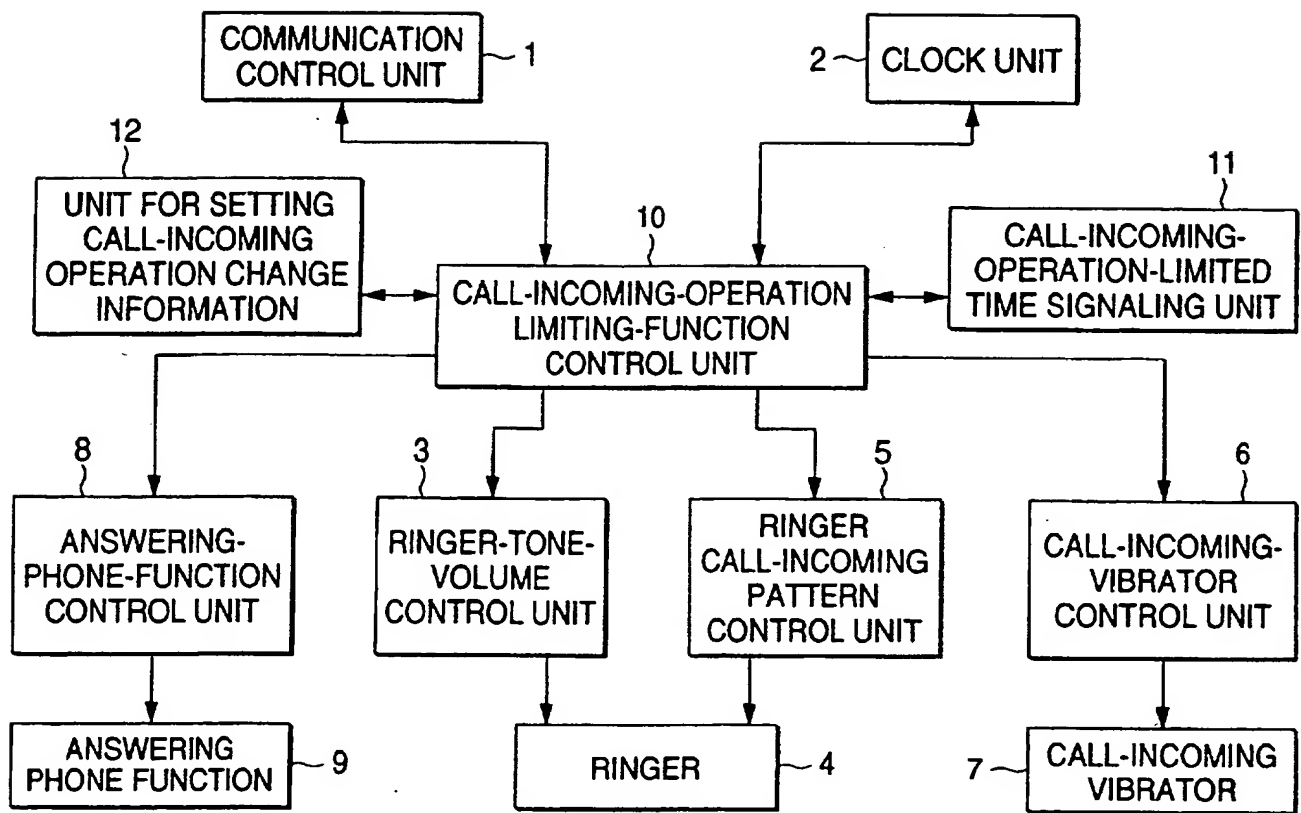 COMMUNICATION
CONTROL UNIT
1
2
CLOCK UNIT
12
UNIT FOR SETTING
CALL-INCOMING
OPERATION CHANGE
INFORMATION
10
CALL-INCOMING-OPERATION
LIMITING-FUNCTION
CONTROL UNIT
11
CALL-INCOMING-
OPERATION-LIMITED
TIME SIGNALING UNIT
8
ANSWERING-
PHONE-FUNCTION
CONTROL UNIT
3
RINGER-TONE-
VOLUME
CONTROL UNIT
5
RINGER
CALL-INCOMING
PATTERN
CONTROL UNIT
6
CALL-INCOMING-
VIBRATOR
CONTROL UNIT
ANSWERING
PHONE FUNCTION
9
RINGER
4
7
CALL-INCOMING
VIBRATOR